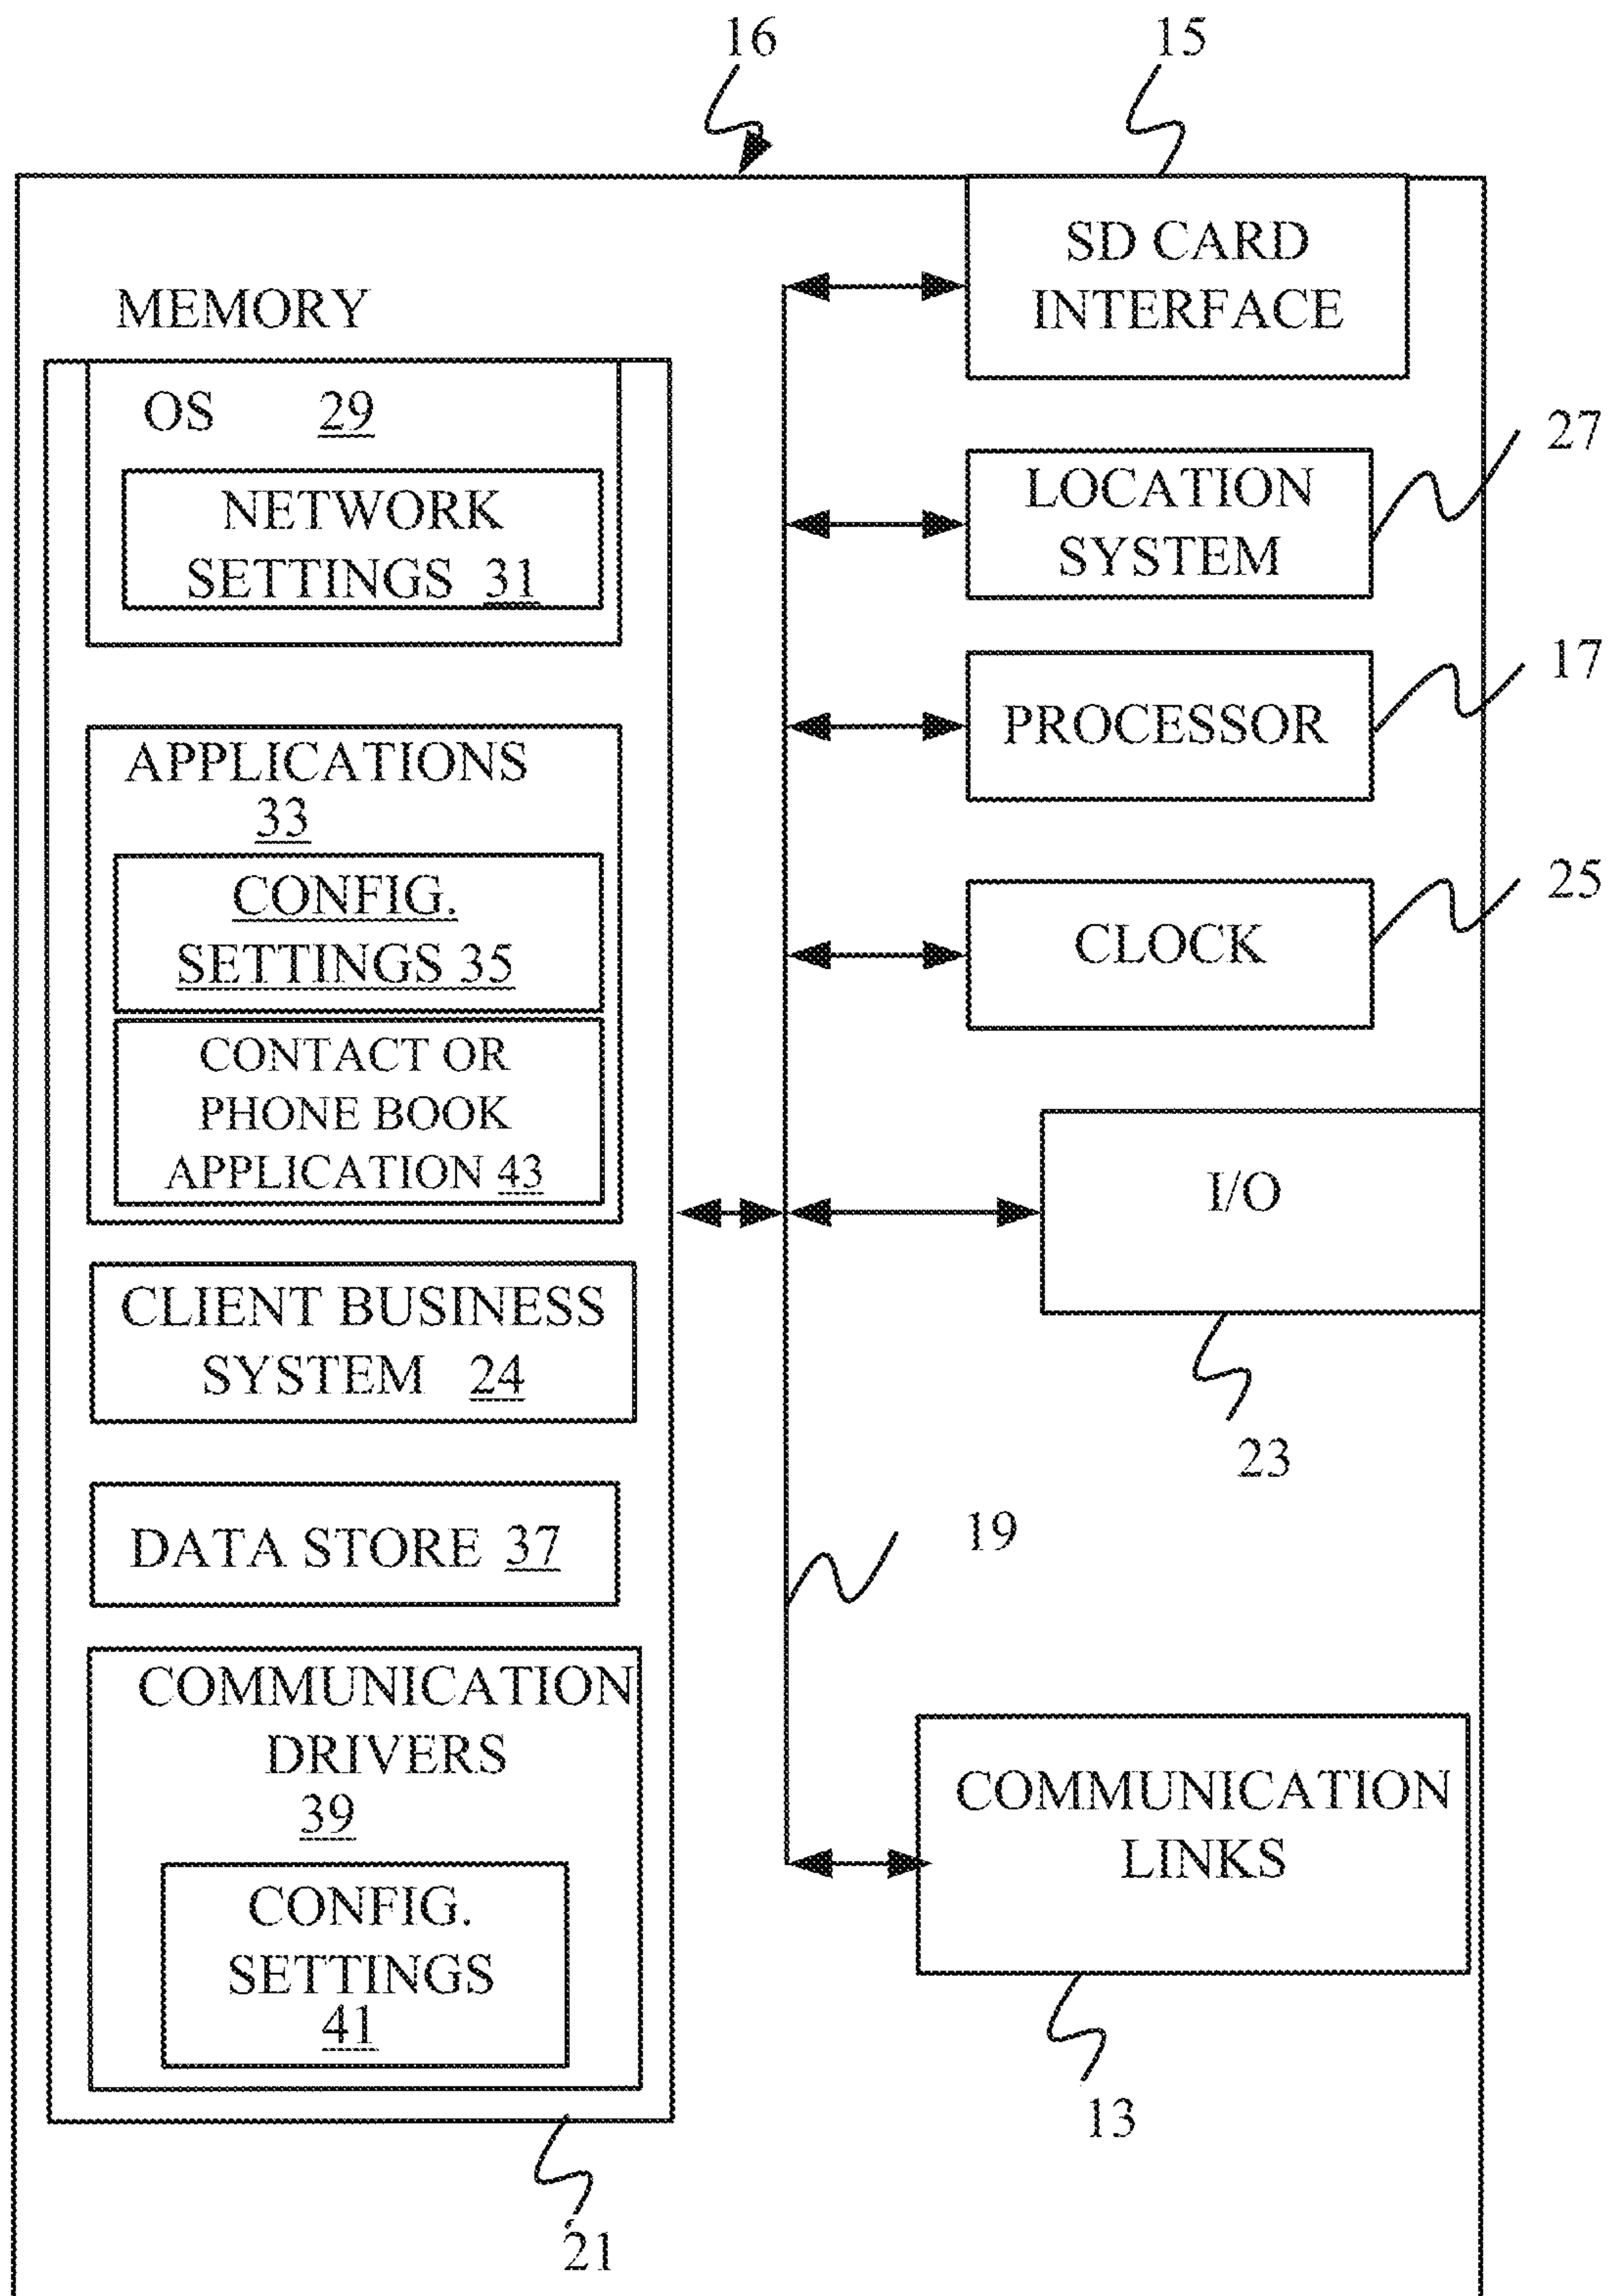 16
15
MEMORY
OS 29
NETWORK
SETTINGS 31
APPLICATIONS
33
CONFIG.
SETTINGS 35
CONTACT OR
PHONE BOOK
APPLICATION 43
CLIENT BUSINESS
SYSTEM 24
DATA STORE 37
COMMUNICATION
DRIVERS
39
CONFIG.
SETTINGS
41
21
SD CARD
INTERFACE
LOCATION
SYSTEM
27
PROCESSOR
17
CLOCK
25
I/O
23
19
COMMUNICATION
LINKS
13